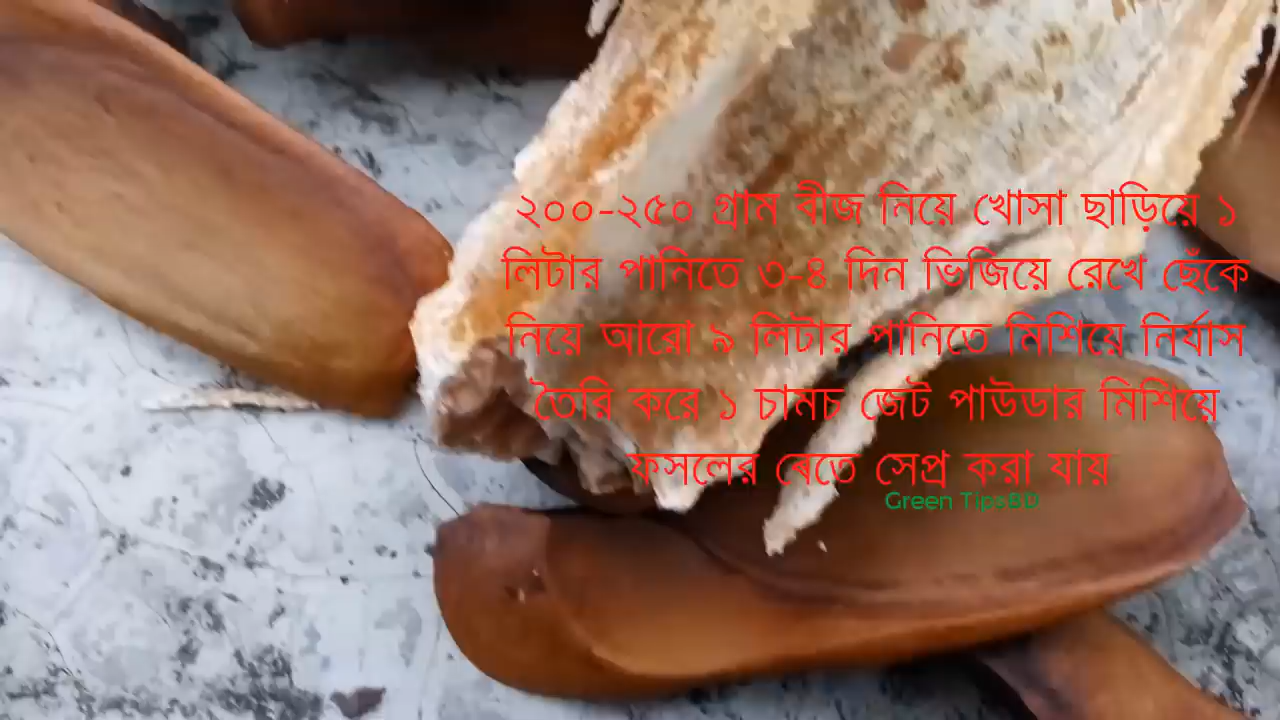 ২০০-২৫০ গ্রাম বীজ নিয়ে খোসা ছাড়িয়ে ১
লিটার পানিতে ৩-৪ দিন ভিজিয়ে রেখে ছেঁকে
নিয়ে আরো ৯ লিটার পানিতে মিশিয়ে নির্যাস
তৈরি করে ১ চামচ জেট পাউডার মিশিয়ে
ফসলের ৰেতে সেপ্র করা যায়
Green TipsBD